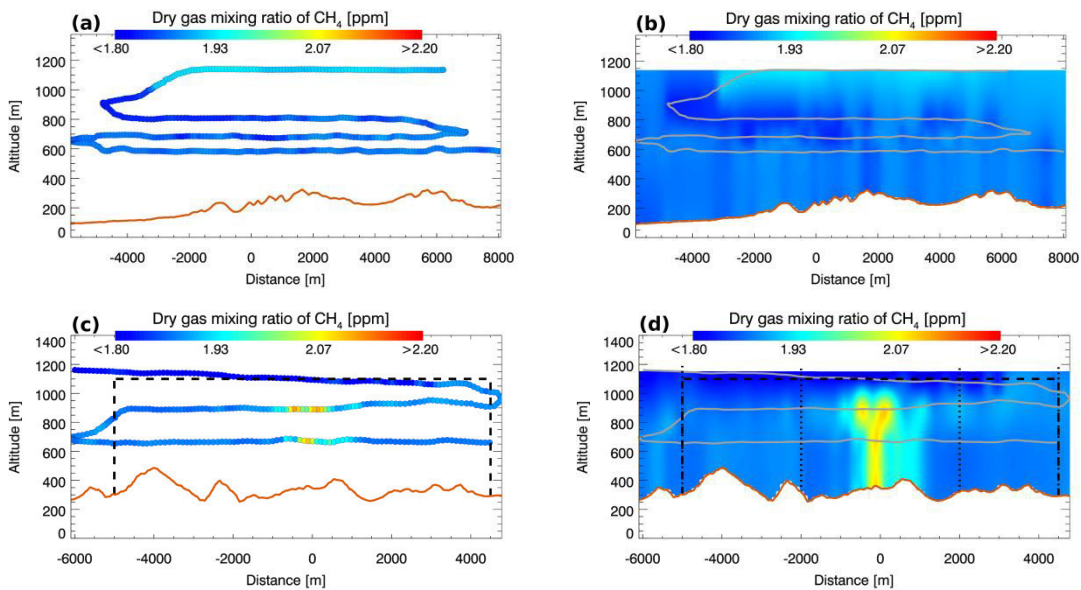 (a) Dry gas mixing ratio of CH4 [ppm]
<1.80 1.93 2.07 >2.20
1200
1000
800
600
400
200
0
Altitude [m]
-4000 -2000 0 2000 4000 6000 8000
Distance [m]
(b) Dry gas mixing ratio of CH4 [ppm]
<1.80 1.93 2.07 >2.20
1200
1000
800
600
400
200
0
Altitude [m]
-4000 -2000 0 2000 4000 6000 8000
Distance [m]
(c) Dry gas mixing ratio of CH4 [ppm]
1400
<1.80 1.93 2.07 >2.20
1200
1000
800
600
400
200
0
Altitude [m]
-6000 -4000 -2000 0 2000 4000
Distance [m]
(d) Dry gas mixing ratio of CH4 [ppm]
1400
<1.80 1.93 2.07 >2.20
1200
1000
800
600
400
200
0
Altitude [m]
-6000 -4000 -2000 0 2000 4000
Distance [m]